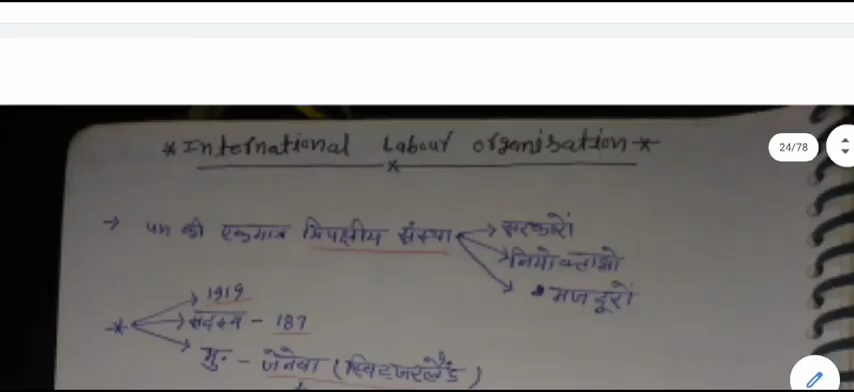 *International Labour Organisation*
*
24/78
→ UN की एकमात्र त्रिपक्षीय संस्था → सरकारों
→ नियोक्ताओ
→ मजदूरों
* → 1919
→ सदस्य - 187
→ मु. - जेनेवा (स्विट्जरलैंड)